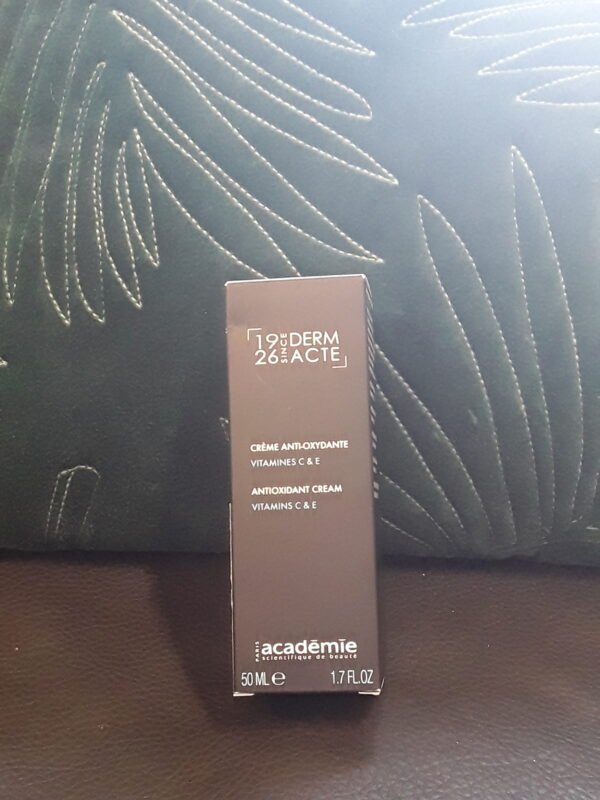 19 SINCE DERM
26 ACTE
CRÈME ANTI-OXYDANTE
VITAMINES C & E
ANTIOXIDANT CREAM
VITAMINS C & E
PARIS académie
scientifique de beauté
50 ML ℮ 1.7 FL.OZ